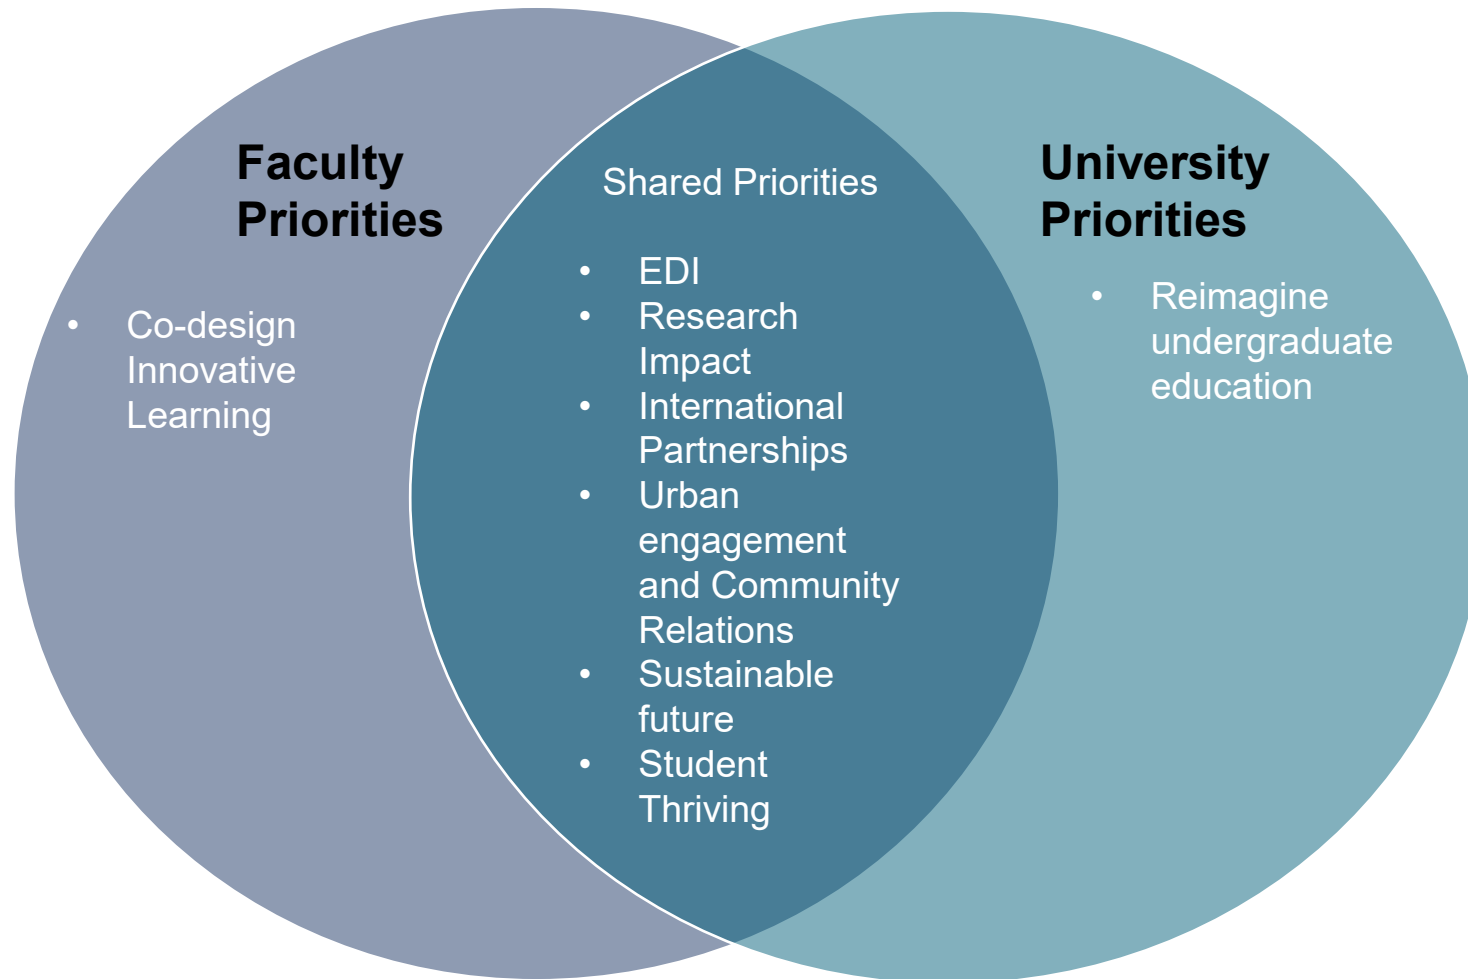 Faculty
Priorities
• Co-design
Innovative
Learning
Shared Priorities
• EDI
• Research
Impact
• International
Partnerships
• Urban
engagement
and Community
Relations
• Sustainable
future
• Student
Thriving
University
Priorities
• Reimagine
undergraduate
education